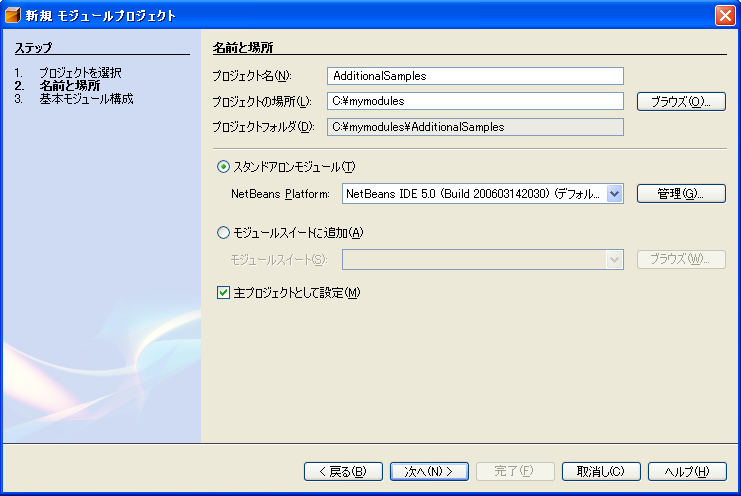 新規 モジュールプロジェクト
ステップ
1. プロジェクトを選択
2. 名前と場所
3. 基本モジュール構成
名前と場所
プロジェクト名(N): AdditionalSamples
プロジェクトの場所(L): C:¥mymodules ブラウズ(O)...
プロジェクトフォルダ(D): C:¥mymodules¥AdditionalSamples
スタンドアロンモジュール(T)
NetBeans Platform: NetBeans IDE 5.0 (Build 200603142030) (デフォル... 管理(G)...
モジュールスイートに追加(A)
モジュールスイート(S): ブラウズ(W)...
主プロジェクトとして設定(M)
< 戻る(B) 次へ(N) > 完了(F) 取消し(C) ヘルプ(H)